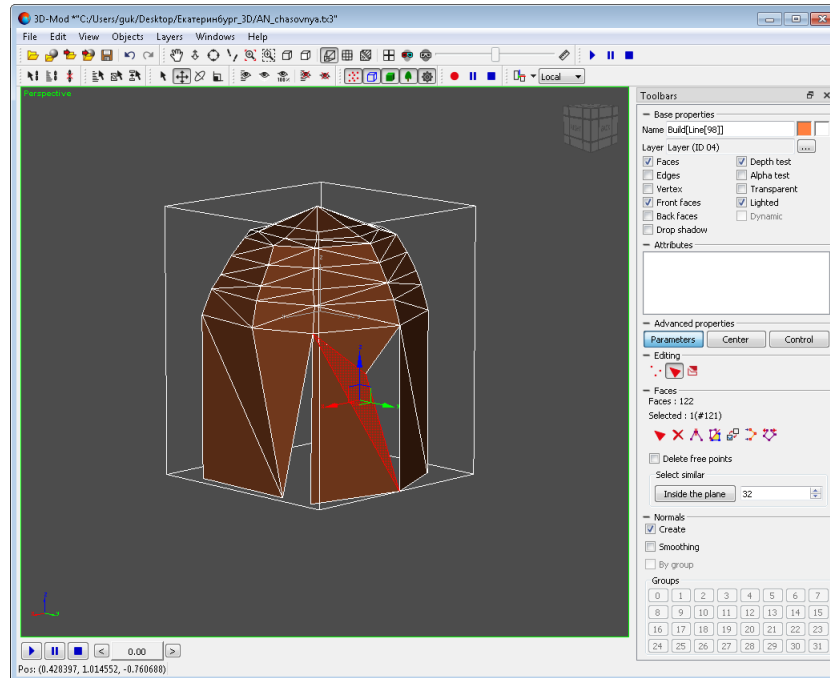 3D-Mod *"C:/Users/guk/Desktop/Екатеринбург_3D/AN_chasovnya.tx3"
File Edit View Objects Layers Windows Help
Local
Perspective
Toolbars
Base properties
Name Build[Line[98]]
Layer Layer (ID 04) ...
Faces Depth test
Edges Alpha test
Vertex Transparent
Front faces Lighted
Back faces Dynamic
Drop shadow
Attributes
Advanced properties
Parameters Center Control
Editing
Faces
Faces : 122
Selected : 1(#121)
Delete free points
Select similar
Inside the plane 32
Normals
Create
Smoothing
By group
Groups
0 1 2 3 4 5 6 7
8 9 10 11 12 13 14 15
16 17 18 19 20 21 22 23
24 25 26 27 28 29 30 31
< 0.00 >
Pos: (0.428397, 1.014552, -0.760688)